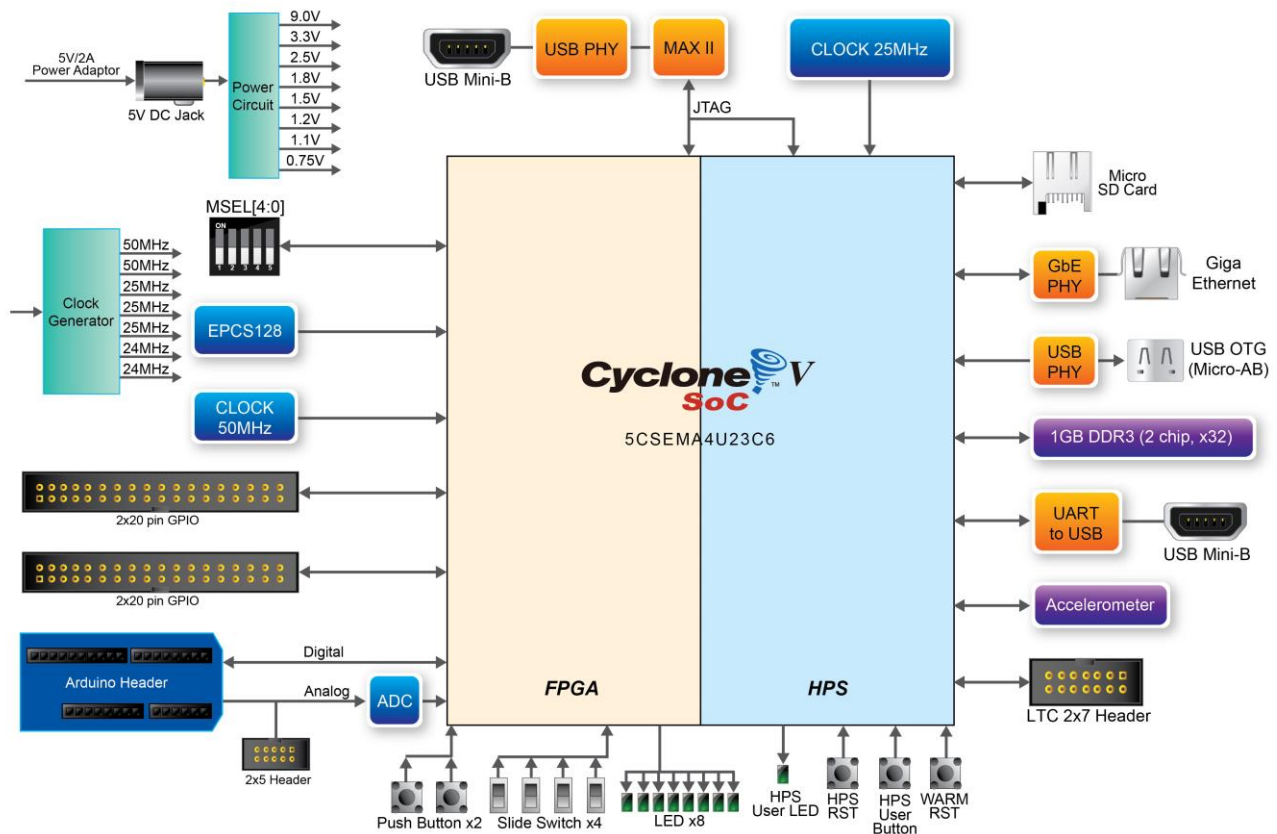 5V/2A
Power Adaptor
5V DC Jack
Power
Circuit
9.0V
3.3V
2.5V
1.8V
1.5V
1.2V
1.1V
0.75V
USB Mini-B
USB PHY
MAX II
CLOCK 25MHz
JTAG
MSEL[4:0]
ON
1 2 3 4 5
Clock
Generator
50MHz
50MHz
25MHz
25MHz
25MHz
24MHz
24MHz
EPCS128
CLOCK
50MHz
2x20 pin GPIO
2x20 pin GPIO
Arduino Header
Digital
Analog
ADC
2x5 Header
Cyclone V
TM
SoC
5CSEMA4U23C6
FPGA
HPS
Micro
SD Card
GbE
PHY
Giga
Ethernet
USB
PHY
USB OTG
(Micro-AB)
1GB DDR3 (2 chip, x32)
UART
to USB
USB Mini-B
Accelerometer
LTC 2x7 Header
Push Button x2
Slide Switch x4
LED x8
HPS
User LED
HPS
RST
HPS
User
Button
WARM
RST